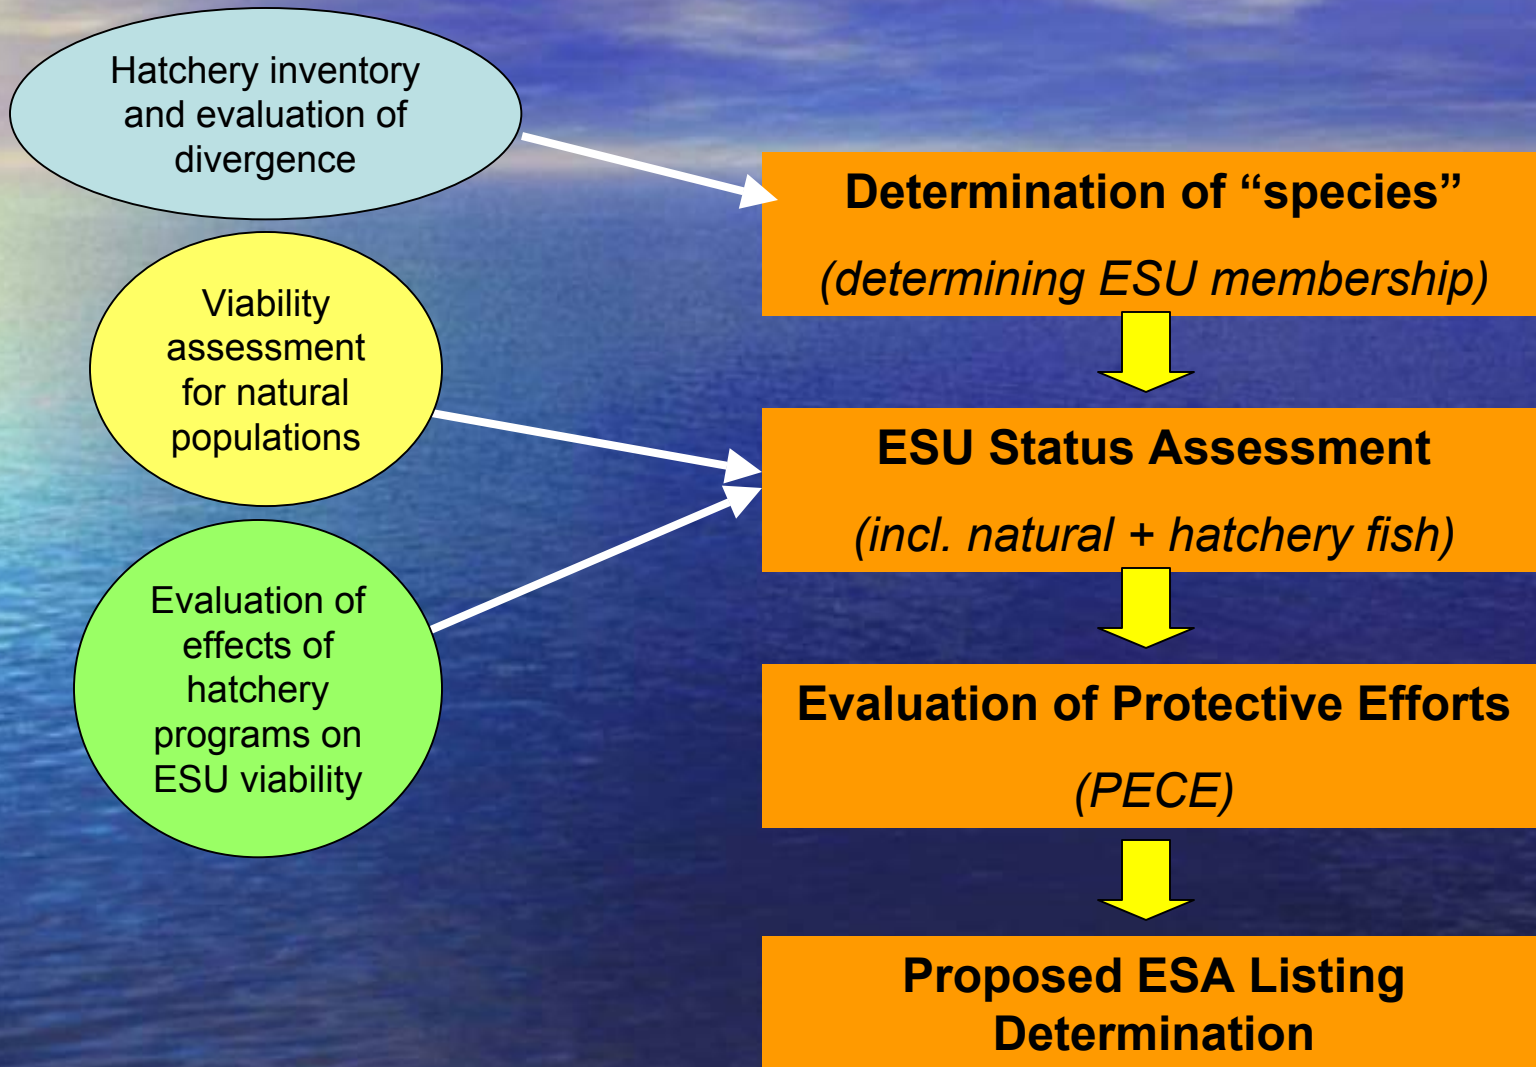 Hatchery inventory
and evaluation of
divergence
Viability
assessment
for natural
populations
Evaluation of
effects of
hatchery
programs on
ESU viability
Determination of “species”
(determining ESU membership)
ESU Status Assessment
(incl. natural + hatchery fish)
Evaluation of Protective Efforts
(PECE)
Proposed ESA Listing
Determination